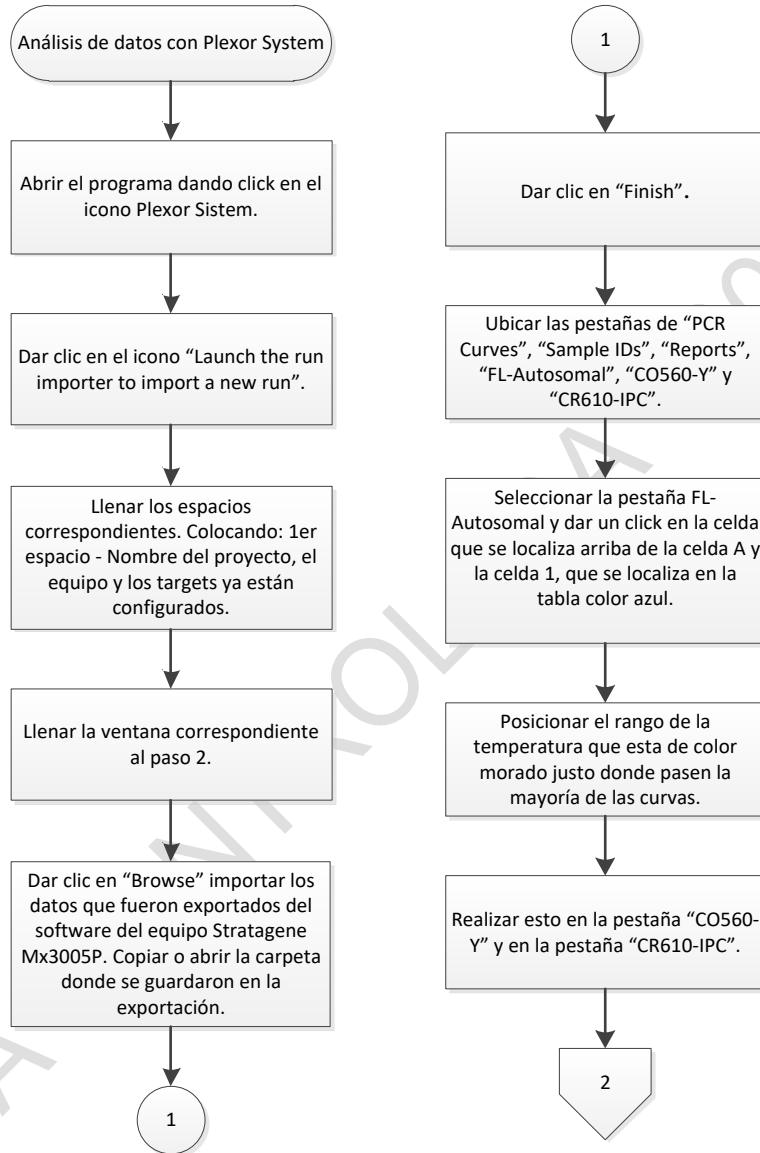 Análisis de datos con Plexor System
Abrir el programa dando click en el
icono Plexor Sistem.
Dar clic en el icono “Launch the run
importer to import a new run”.
Llenar los espacios
correspondientes. Colocando: 1er
espacio - Nombre del proyecto, el
equipo y los targets ya están
configurados.
Llenar la ventana correspondiente
al paso 2.
Dar clic en “Browse” importar los
datos que fueron exportados del
software del equipo Stratagene
Mx3005P. Copiar o abrir la carpeta
donde se guardaron en la
exportación.
1
1
Dar clic en “Finish”.
Ubicar las pestañas de “PCR
Curves”, “Sample IDs”, “Reports”,
“FL-Autosomal”, “CO560-Y” y
“CR610-IPC”.
Seleccionar la pestaña FL-
Autosomal y dar un click en la celda
que se localiza arriba de la celda A y
la celda 1, que se localiza en la
tabla color azul.
Posicionar el rango de la
temperatura que esta de color
morado justo donde pasen la
mayoría de las curvas.
Realizar esto en la pestaña “CO560-
Y” y en la pestaña “CR610-IPC”.
2